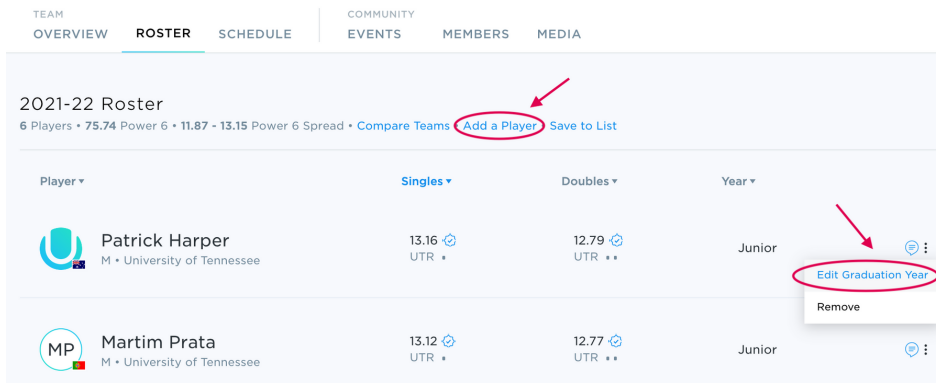 TEAM
COMMUNITY
OVERVIEW ROSTER SCHEDULE EVENTS MEMBERS MEDIA
2021-22 Roster
6 Players • 75.74 Power 6 • 11.87 - 13.15 Power 6 Spread • Compare Teams • Add a Player • Save to List
Player Singles Doubles Year
Patrick Harper
M • University of Tennessee
13.16
UTR
12.79
UTR
Junior
Edit Graduation Year
Remove
MP
Martim Prata
M • University of Tennessee
13.12
UTR
12.77
UTR
Junior